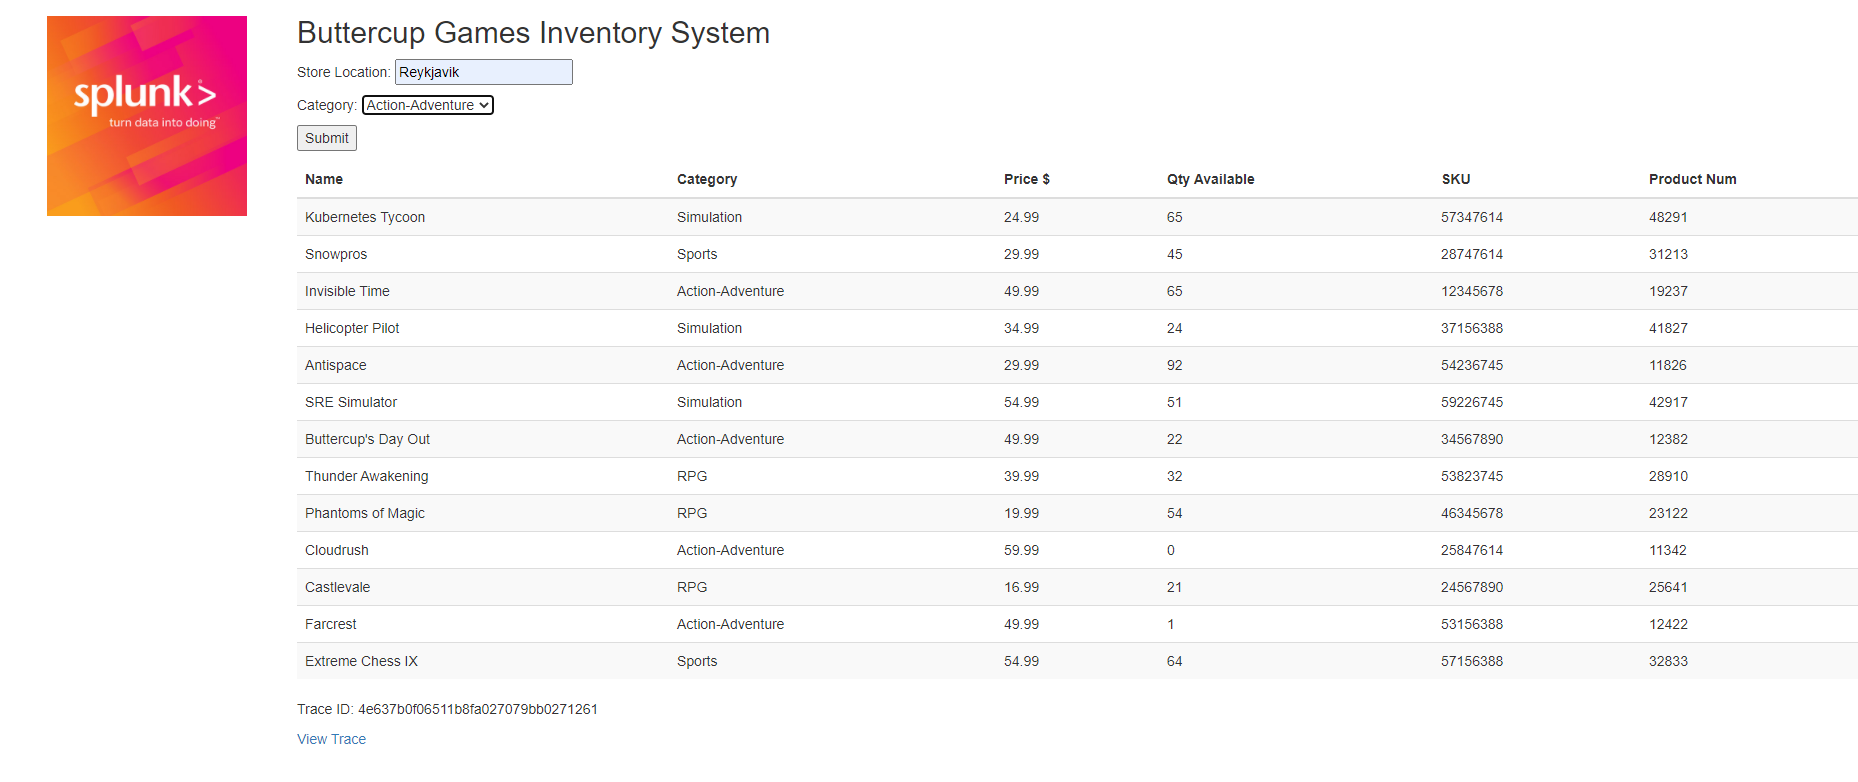 splunk>
turn data into doing™
Buttercup Games Inventory System
Store Location: Reykjavik
Category: Action-Adventure
Submit
Name Category Price $ Qty Available SKU Product Num
Kubernetes Tycoon Simulation 24.99 65 57347614 48291
Snowpros Sports 29.99 45 28747614 31213
Invisible Time Action-Adventure 49.99 65 12345678 19237
Helicopter Pilot Simulation 34.99 24 37156388 41827
Antispace Action-Adventure 29.99 92 54236745 11826
SRE Simulator Simulation 54.99 51 59226745 42917
Buttercup's Day Out Action-Adventure 49.99 22 34567890 12382
Thunder Awakening RPG 39.99 32 53823745 28910
Phantoms of Magic RPG 19.99 54 46345678 23122
Cloudrush Action-Adventure 59.99 0 25847614 11342
Castlevale RPG 16.99 21 24567890 25641
Farcrest Action-Adventure 49.99 1 53156388 12422
Extreme Chess IX Sports 54.99 64 57156388 32833
Trace ID: 4e637b0f06511b8fa027079bb0271261
View Trace